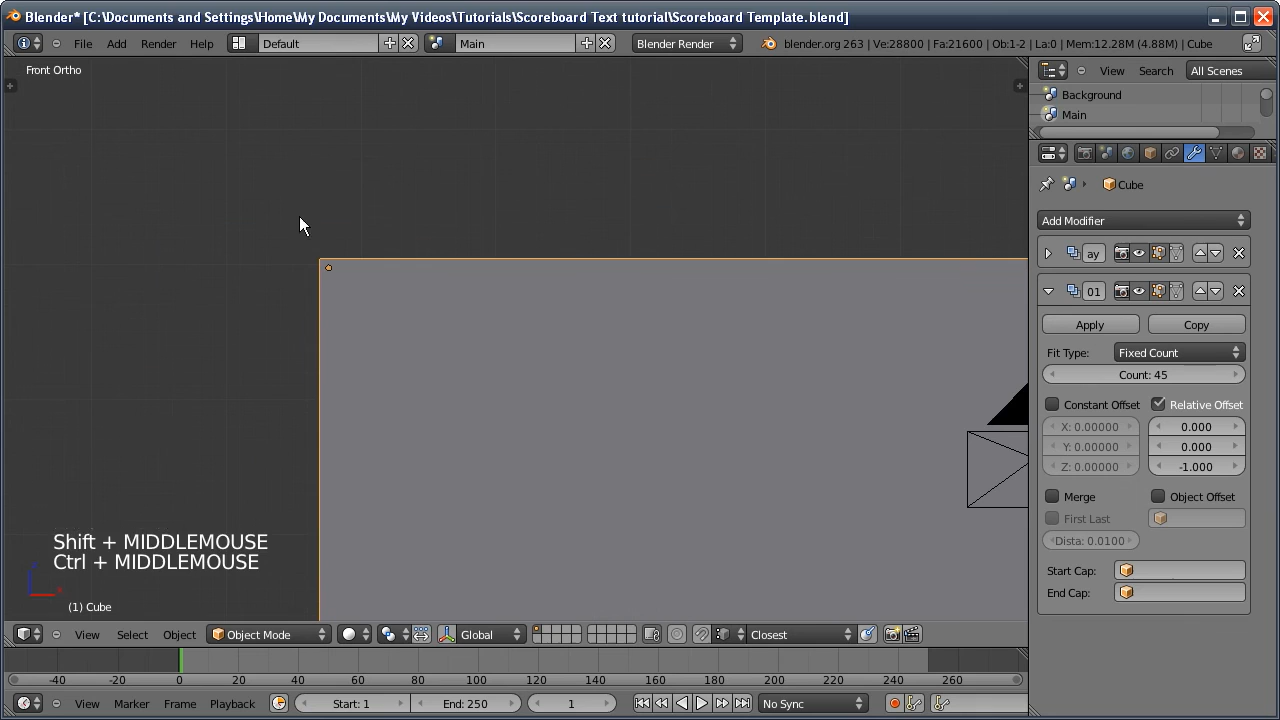 Blender* [C:\Documents and Settings\Home\My Documents\My Videos\Tutorials\Scoreboard Text tutorial\Scoreboard Template.blend]
File Add Render Help Default Main Blender Render blender.org 263 | Ve:28800 | Fa:21600 | Ob:1-2 | La:0 | Mem:12.28M (4.88M) | Cube
Front Ortho
View Search All Scenes
Background
Main
Cube
Add Modifier
ay
01
Apply Copy
Fit Type: Fixed Count
Count: 45
Constant Offset Relative Offset
X: 0.00000 0.000
Y: 0.00000 0.000
Z: 0.00000 -1.000
Merge Object Offset
First Last
Dista: 0.0100
Start Cap:
End Cap:
Shift + MIDDLEMOUSE
Ctrl + MIDDLEMOUSE
(1) Cube
View Select Object Object Mode Global Closest
-40 -20 0 20 40 60 80 100 120 140 160 180 200 220 240 260
View Marker Frame Playback Start: 1 End: 250 1 No Sync